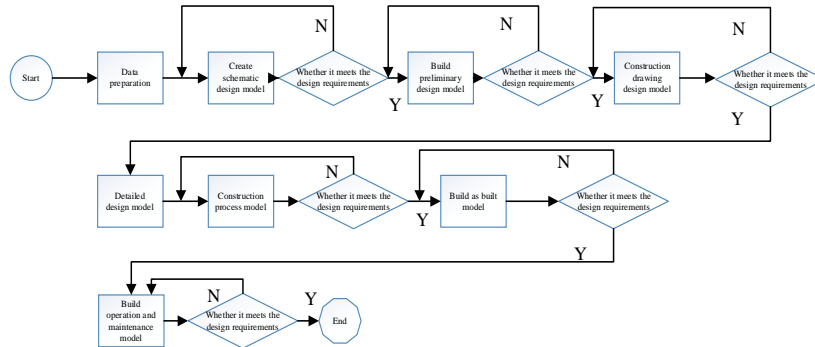 N
N
N
Start
Data
preparation
Create
schematic
design model
Whether it meets the
design requirements
Y
Build
preliminary
design model
Whether it meets the
design requirements
Y
Construction
drawing
design model
Whether it meets the
design requirements
Y
N
N
Detailed
design model
Construction
process model
Whether it meets the
design requirements
Y
Build as built
model
Whether it meets the
design requirements
Y
N
Build
operation and
maintenance
model
Whether it meets the
design requirements
Y
End